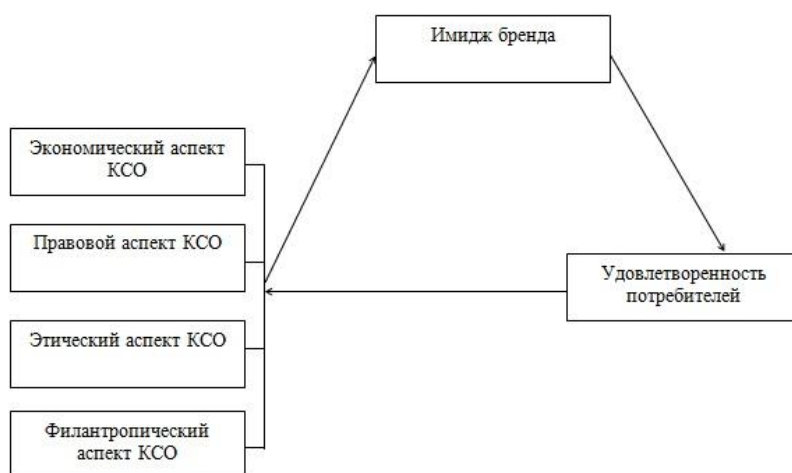 Имидж бренда
Экономический аспект
КСО
Правовой аспект КСО
Удовлетворенность
потребителей
Этический аспект КСО
Филантропический
аспект КСО